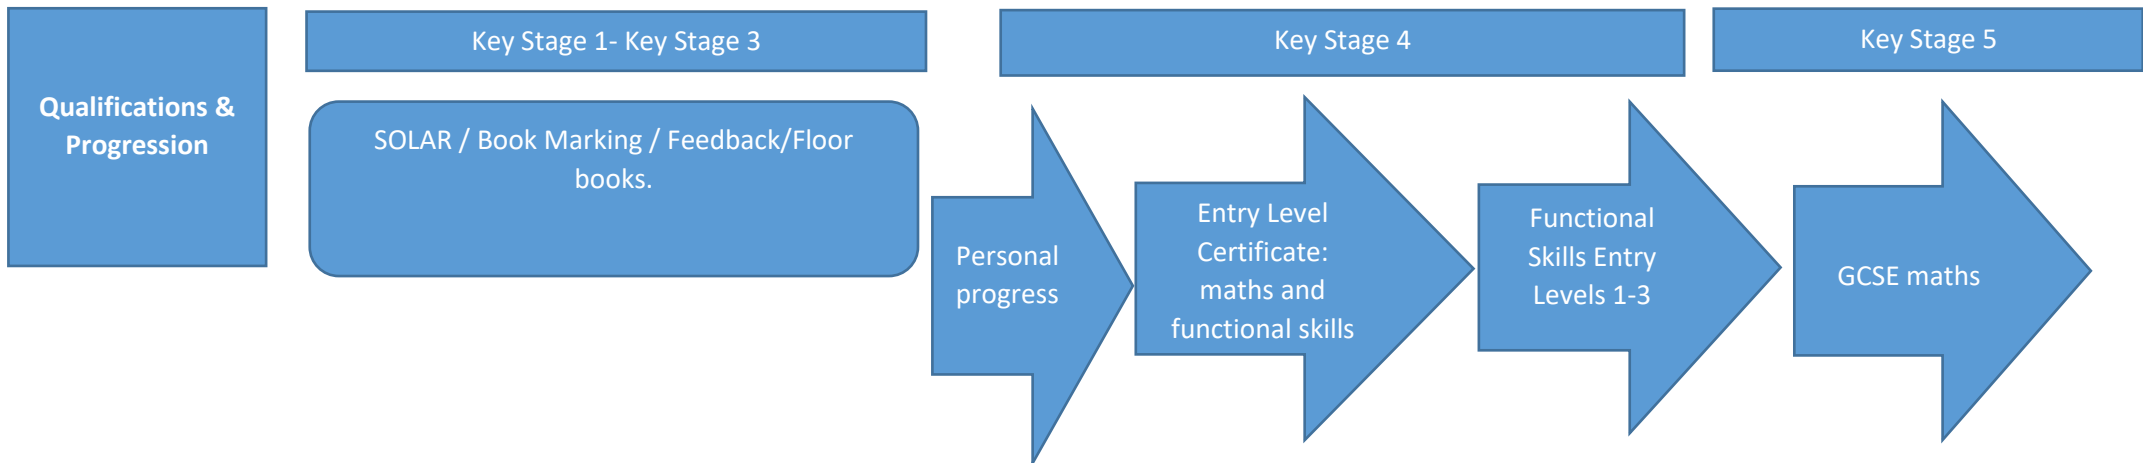 Qualifications &
Progression
Key Stage 1- Key Stage 3
Key Stage 4
Key Stage 5
SOLAR / Book Marking / Feedback/Floor
books.
Personal
progress
Entry Level
Certificate:
maths and
functional skills
Functional
Skills Entry
Levels 1-3
GCSE maths